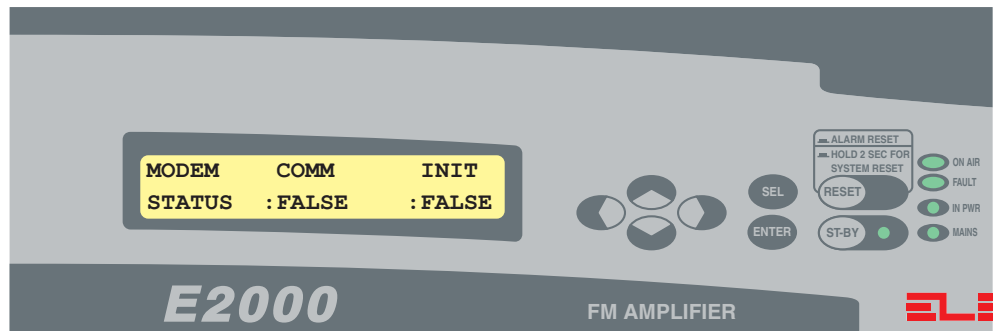 MODEM COMM INIT
STATUS :FALSE :FALSE
SEL
ENTER
ALARM RESET
HOLD 2 SEC FOR
SYSTEM RESET
RESET
ST-BY
ON AIR
FAULT
IN PWR
MAINS
E2000
FM AMPLIFIER